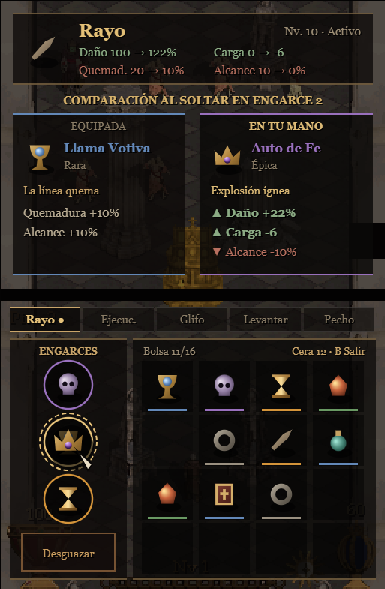 Rayo
Nv. 10 · Activo
Daño 100 → 122%
Carga 0 → 6
Quemad. 20 → 10%
Alcance 10 → 0%
COMPARACIÓN AL SOLTAR EN ENGARCE 2
EQUIPADA
Llama Votiva
Rara
La línea quema
Quemadura +10%
Alcance +10%
EN TU MANO
Auto de Fe
Épica
Explosión ígnea
▲ Daño +22%
▲ Carga -6
▼ Alcance -10%
Rayo •
Ejecuc.
Glifo
Levantar
Pecho
ENGARCES
Bolsa 11/16
Cera 12 · B Salir
Desguazar